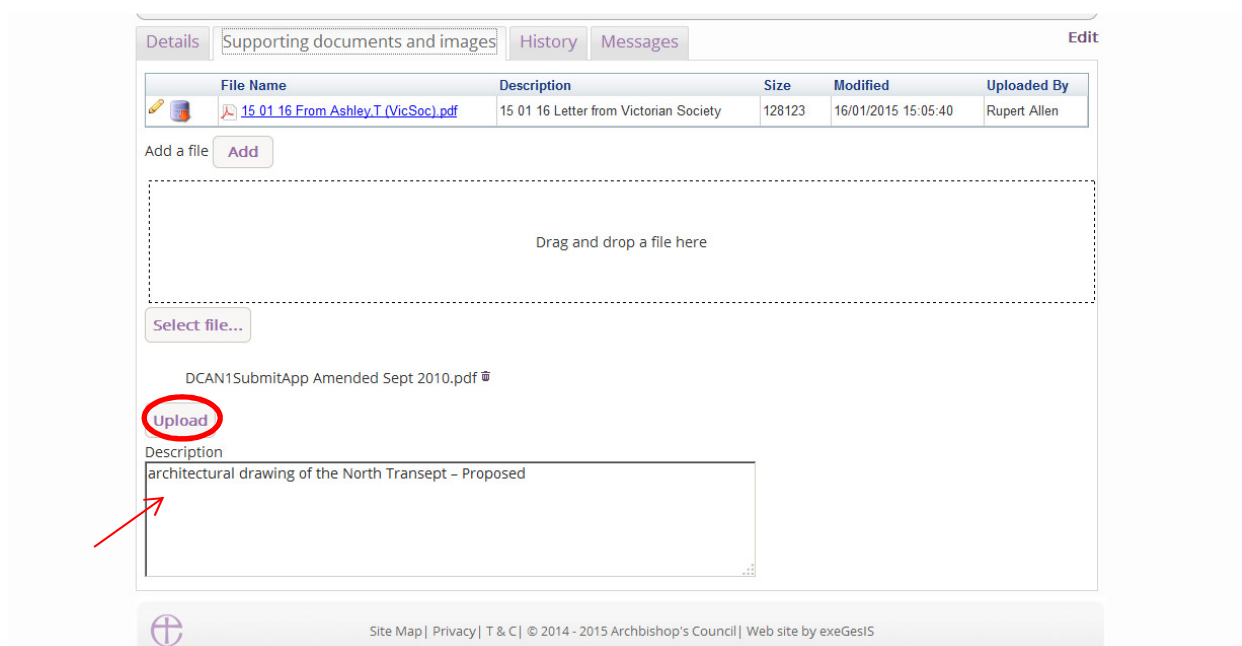 Details Supporting documents and images History Messages Edit
File Name Description Size Modified Uploaded By
15 01 16 From Ashley,T (VicSoc).pdf 15 01 16 Letter from Victorian Society 128123 16/01/2015 15:05:40 Rupert Allen
Add a file Add
Drag and drop a file here
Select file...
DCAN1SubmitApp Amended Sept 2010.pdf
Upload
Description
architectural drawing of the North Transept – Proposed
Site Map| Privacy| T & C| © 2014 - 2015 Archbishop's Council| Web site by exeGesIS